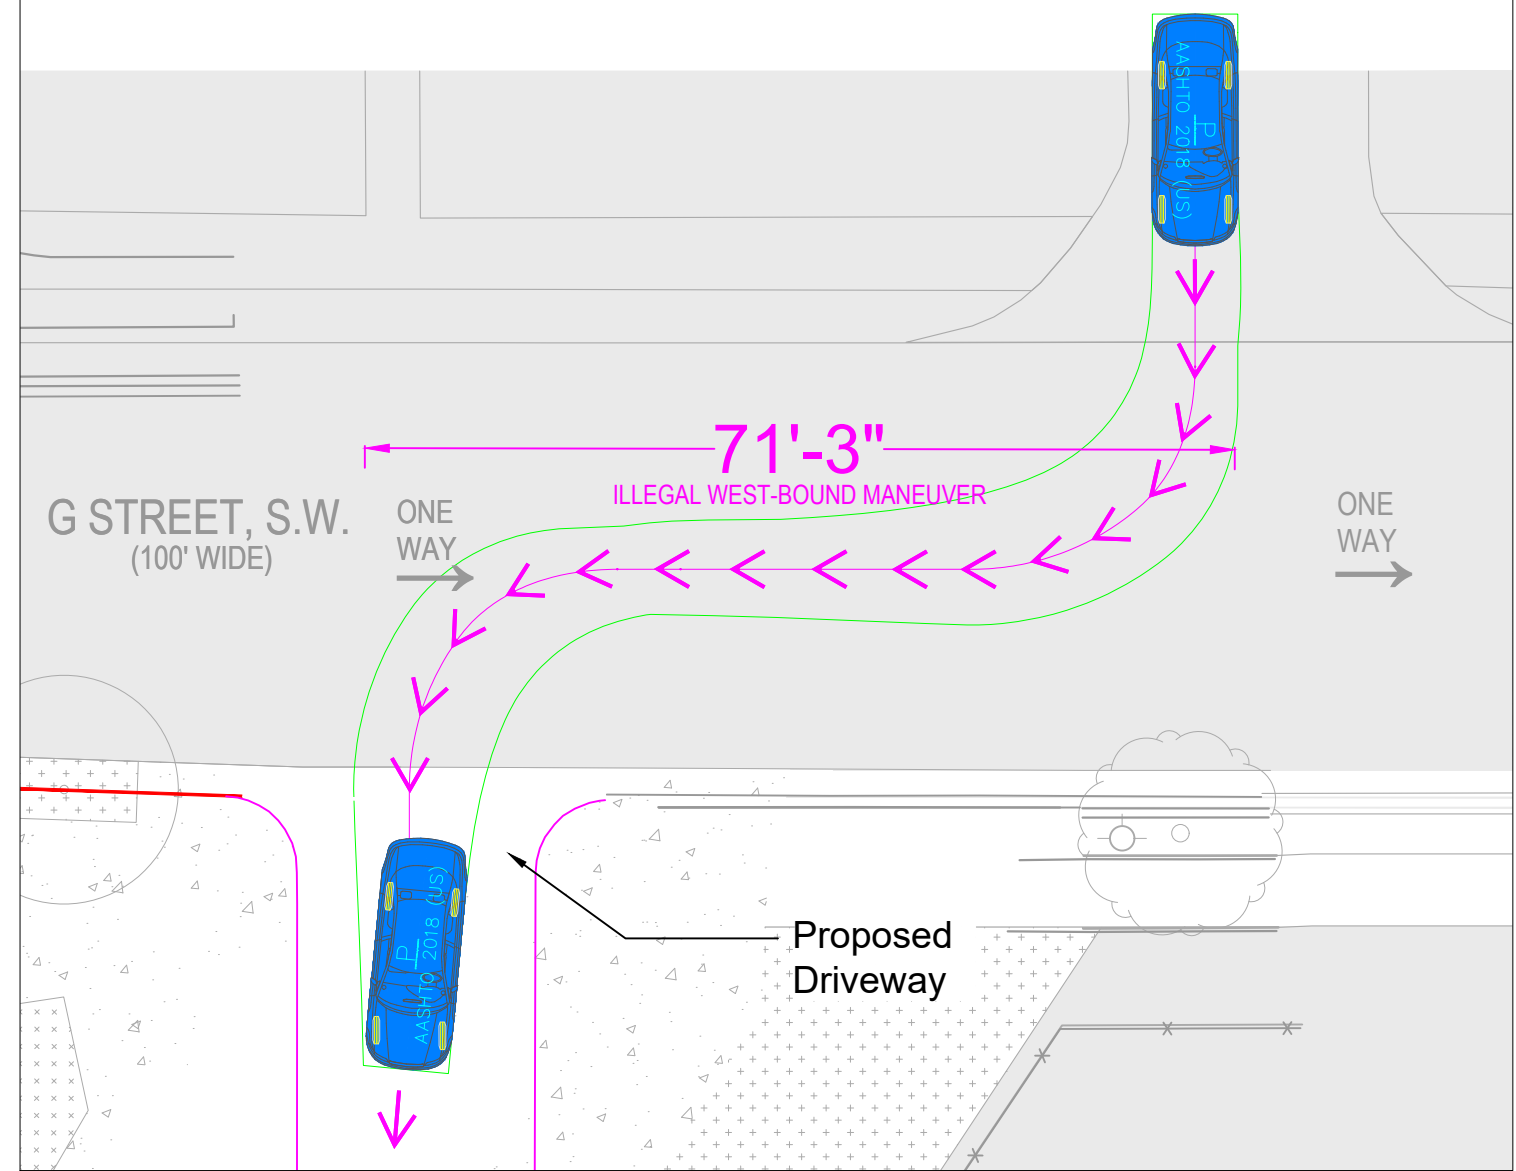 AASHTO 2018 (US)
P
71'-3"
ILLEGAL WEST-BOUND MANEUVER
G STREET, S.W.
(100' WIDE)
ONE
WAY
ONE
WAY
AASHTO 2018 (US)
P
Proposed
Driveway